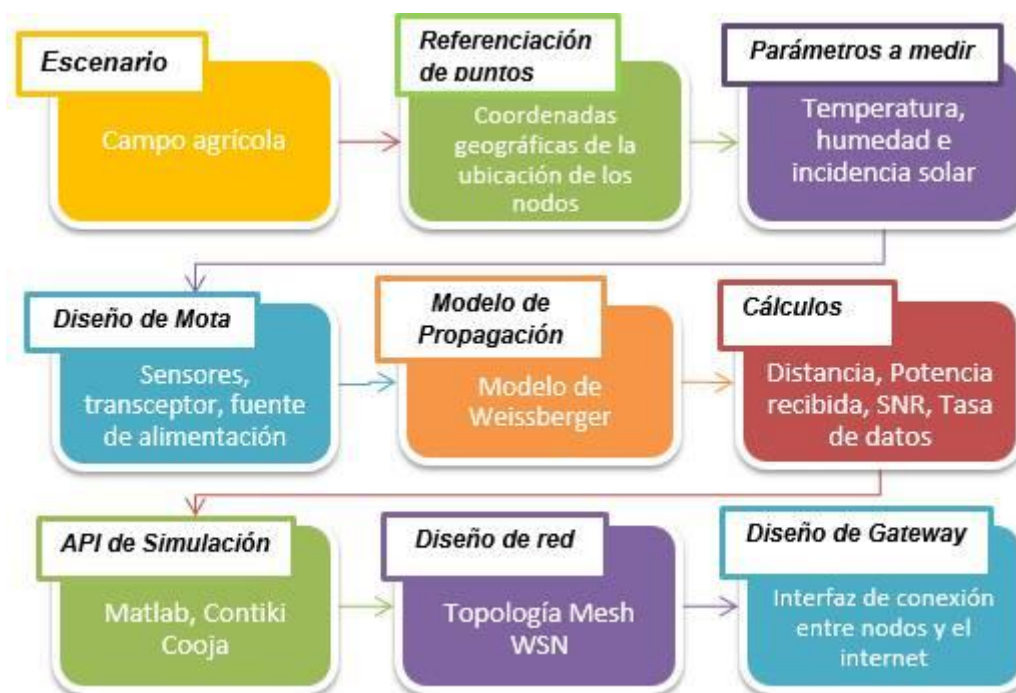 Escenario
Campo agrícola
Referenciación
de puntos
Coordenadas
geográficas de la
ubicación de los
nodos
Parámetros a medir
Temperatura,
humedad e
incidencia solar
Diseño de Mota
Sensores,
transceptor, fuente
de alimentación
Modelo de
Propagación
Modelo de
Weissberger
Cálculos
Distancia, Potencia
recibida, SNR, Tasa
de datos
API de Simulación
Matlab, Contiki
Cooja
Diseño de red
Topología Mesh
WSN
Diseño de Gateway
Interfaz de conexión
entre nodos y el
internet